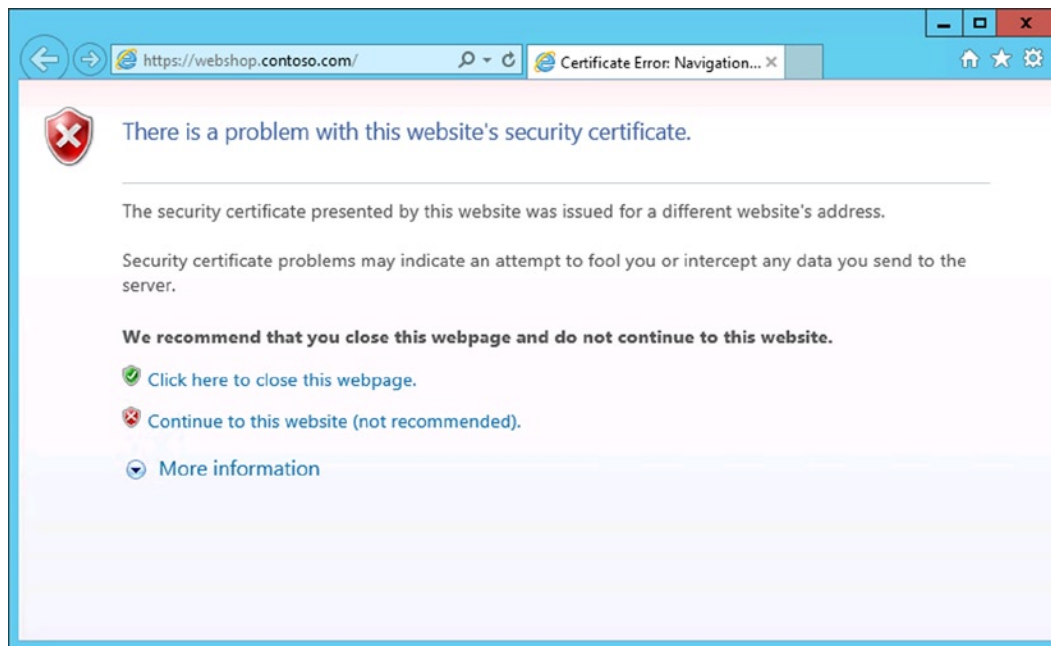 https://webshop.contoso.com/
Certificate Error: Navigation...
There is a problem with this website's security certificate.
The security certificate presented by this website was issued for a different website's address.
Security certificate problems may indicate an attempt to fool you or intercept any data you send to the
server.
We recommend that you close this webpage and do not continue to this website.
Click here to close this webpage.
Continue to this website (not recommended).
More information